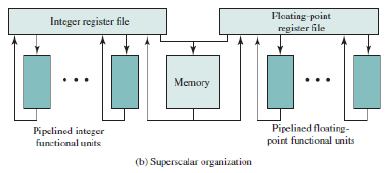 Integer register file
Floating-point
register file
Memory
Pipelined integer
functional units
Pipelined floating-
point functional units
(b) Superscalar organization